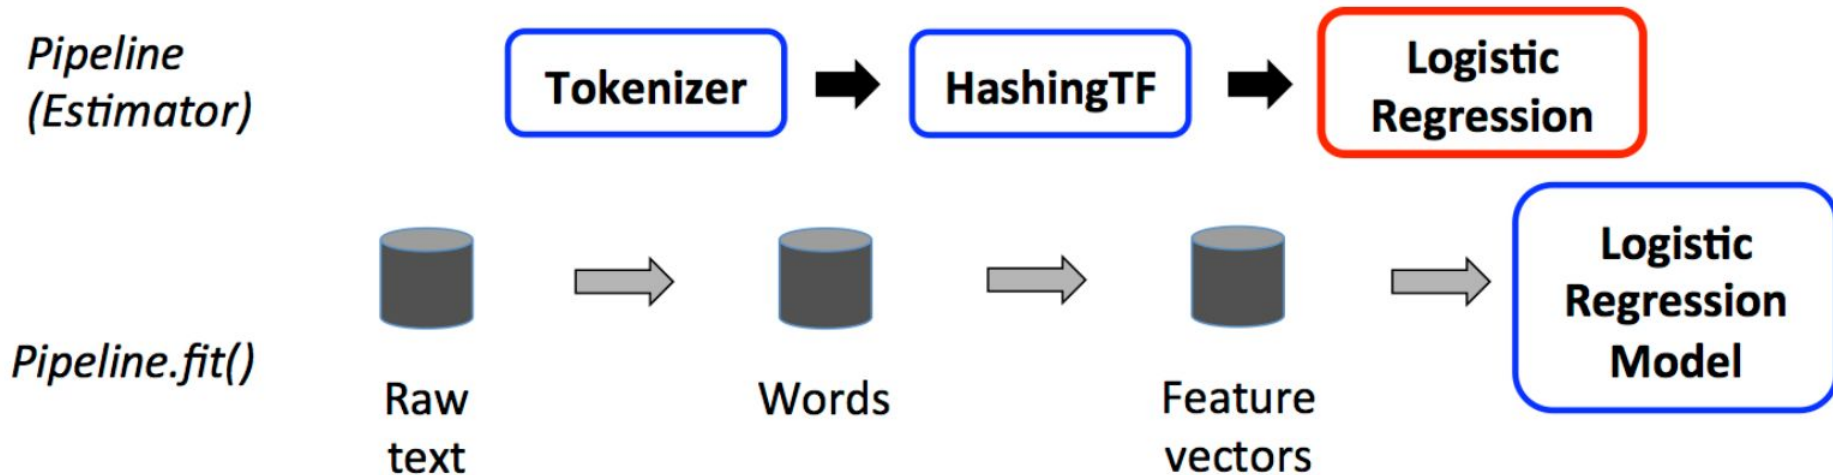 Pipeline
(Estimator)
Tokenizer
HashingTF
Logistic
Regression
Pipeline.fit()
Raw
text
Words
Feature
vectors
Logistic
Regression
Model